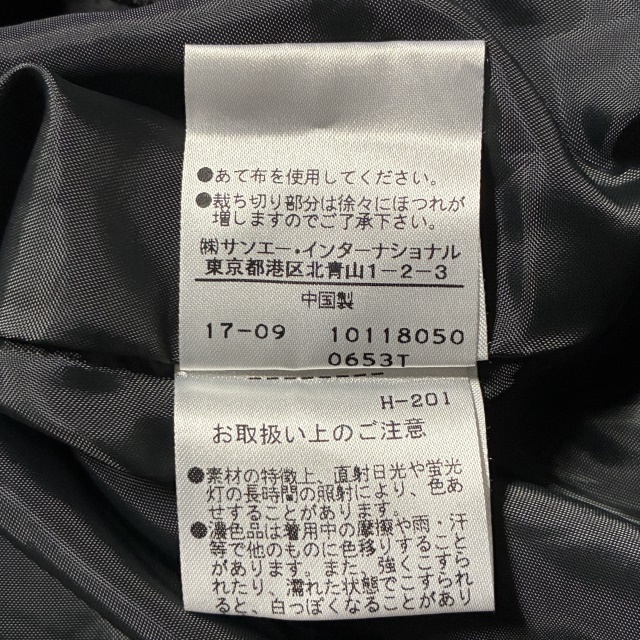 ●あて布を使用してください。
●裁ち切り部分は徐々にほつれが
増しますのでご了承下さい。
㈱サンエー・インターナショナル
東京都港区北青山1-2-3
中国製
17-09 10118050
0653T
H-201
お取扱い上のご注意
●素材の特徴上、直射日光や蛍光
灯の長時間の照射により、色あ
せすることがあります。
●濃色品は着用中の摩擦や雨・汗
等で他のものに色移りすること
があります。また、強くこすら
れたり、濡れた状態でこすられ
ると、白っぽくなることがあり